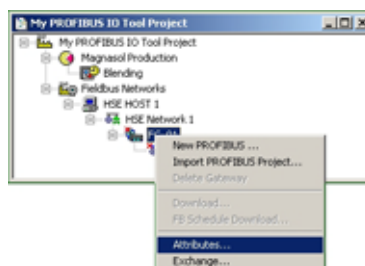 My PROFIBUS IO Tool Project
My PROFIBUS IO Tool Project
Magnasol Production
Blending
Fieldbus Networks
HSE HOST 1
HSE Network 1
New PROFIBUS ...
Import PROFIBUS Project...
Delete Gateway
Download...
FB Schedule Download...
Attributes...
Exchange...